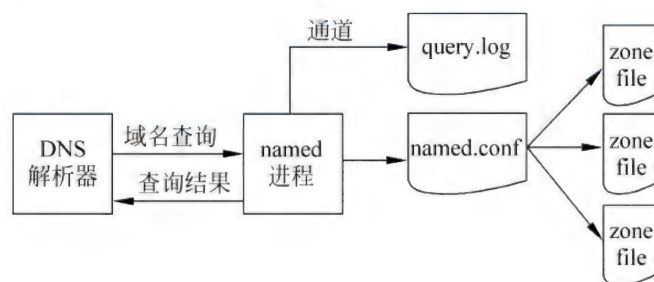 通道
query.log
zone
file
DNS
解析器
域名查询
查询结果
named
进程
named.conf
zone
file
zone
file